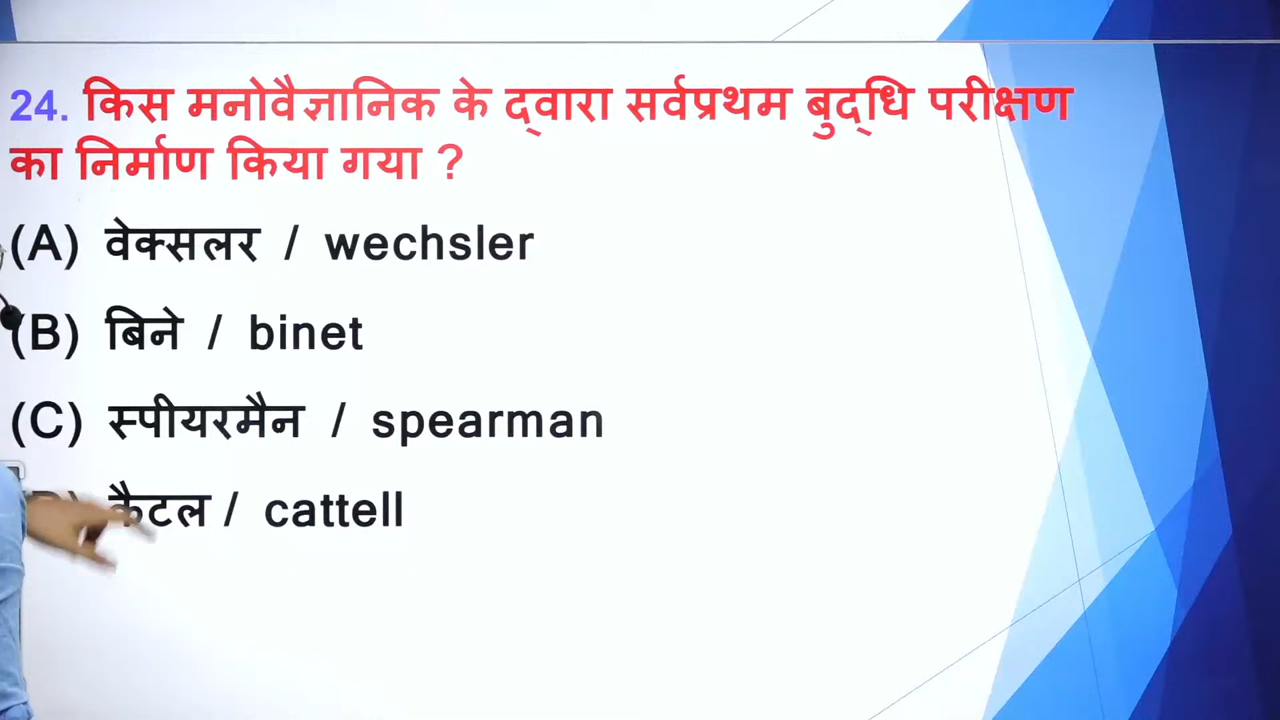 24. किस मनोवैज्ञानिक के द्वारा सर्वप्रथम बुद्धि परीक्षण
का निर्माण किया गया ?
(A) वेक्सलर / wechsler
(B) बिने / binet
(C) स्पीयरमैन / spearman
कैटल / cattell